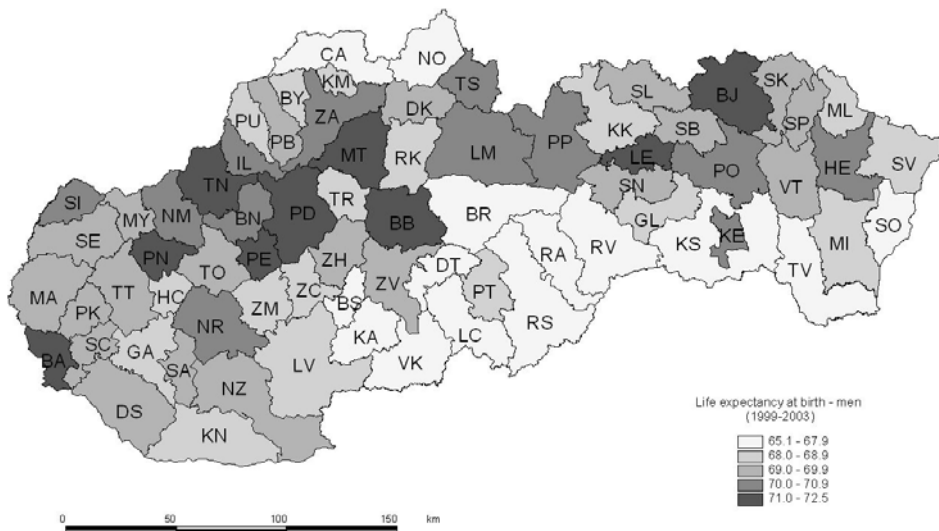 CA
NO
KM
TS
BY
ZA
DK
PU
PB
SL
BJ
SK
ML
KK
SB
SP
IL
MT
RK
LM
PP
LE
PO
HE
SV
TN
VT
SI
MY
NM
BN
PD
TR
BB
BR
SN
GL
KE
SO
SE
PN
PE
ZH
DT
RA
RV
KS
MI
TO
TV
MA
TT
HC
ZM
ZC
BS
ZV
PT
PK
NR
KA
LC
RS
BA
SC
GA
SA
LV
VK
NZ
DS
KN
Life expectancy at birth - men
(1999-2003)
65.1 - 67.9
68.0 - 68.9
69.0 - 69.9
70.0 - 70.9
71.0 - 72.5
0 50 100 150 km